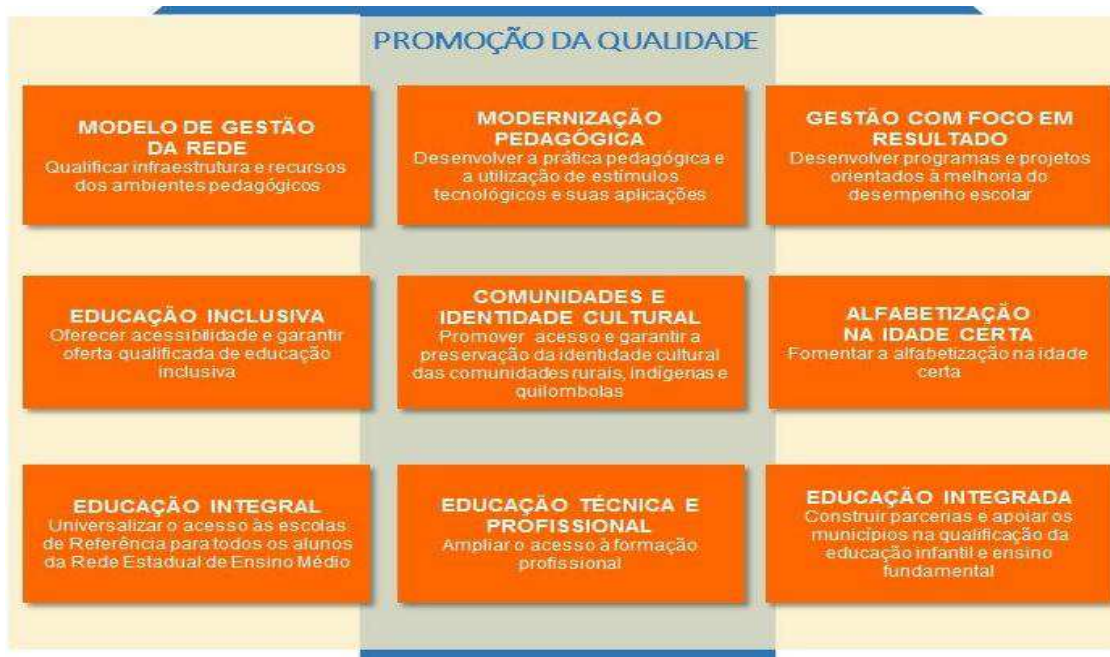 PROMOÇÃO DA QUALIDADE
MODELO DE GESTÃO
DA REDE
Qualificar infraestrutura e recursos
dos ambientes pedagógicos
MODERNIZAÇÃO
PEDAGÓGICA
Desenvolver a prática pedagógica e
a utilização de estímulos
tecnológicos e suas aplicações
GESTÃO COM FOCO EM
RESULTADO
Desenvolver programas e projetos
orientados à melhoria do
desempenho escolar
EDUCAÇÃO INCLUSIVA
Oferecer acessibilidade e garantir
oferta qualificada de educação
inclusiva
COMUNIDADES E
IDENTIDADE CULTURAL
Promover acesso e garantir a
preservação da identidade cultural
das comunidades rurais, indígenas e
quilombolas
ALFABETIZAÇÃO
NA IDADE CERTA
Fomentar a alfabetização na idade
certa
EDUCAÇÃO INTEGRAL
Universalizar o acesso às escolas
de Referência para todos os alunos
da Rede Estadual de Ensino Médio
EDUCAÇÃO TÉCNICA E
PROFISSIONAL
Ampliar o acesso à formação
profissional
EDUCAÇÃO INTEGRADA
Construir parcerias e apoiar os
municípios na qualificação da
educação infantil e ensino
fundamental